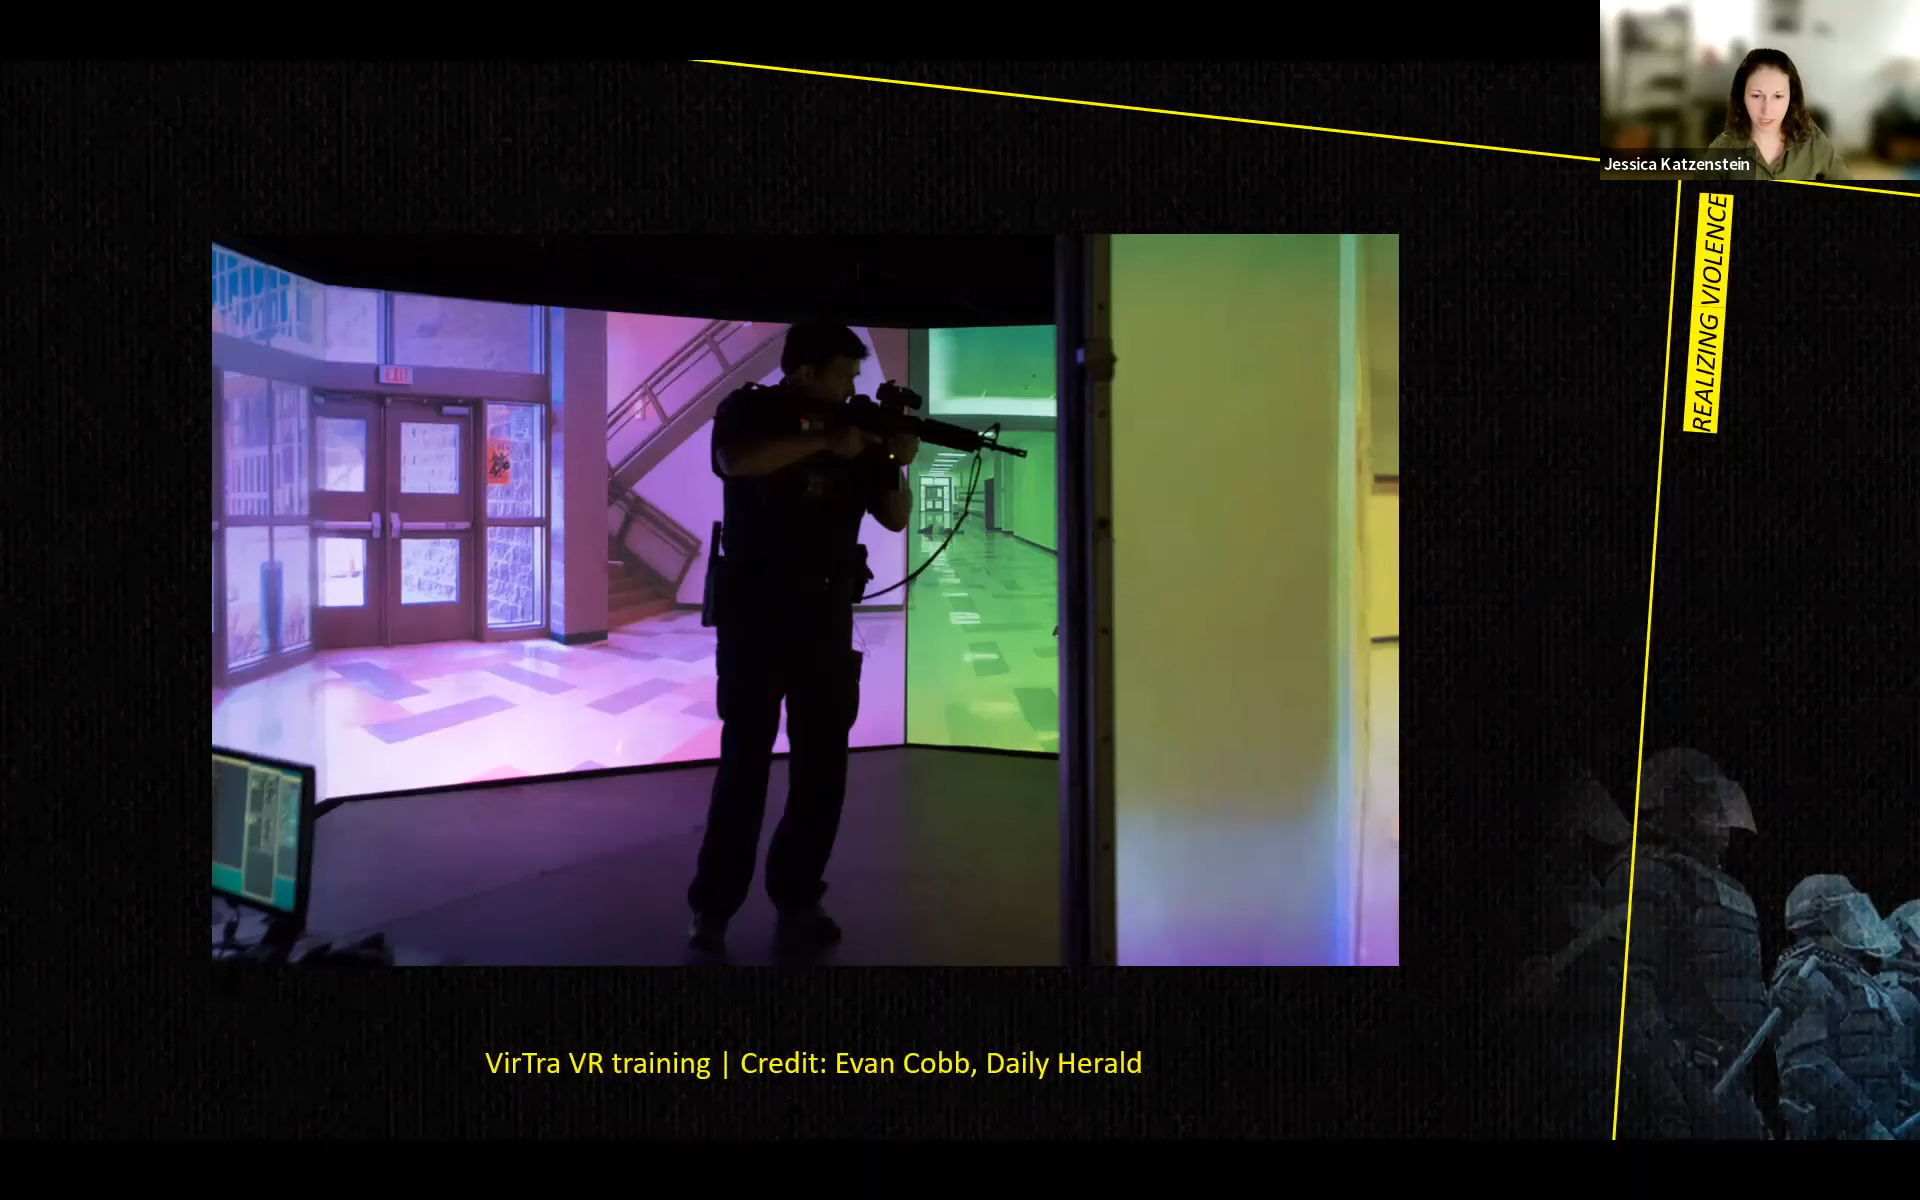 Jessica Katzenstein
REALIZING VIOLENCE
EXIT
VirTra VR training | Credit: Evan Cobb, Daily Herald